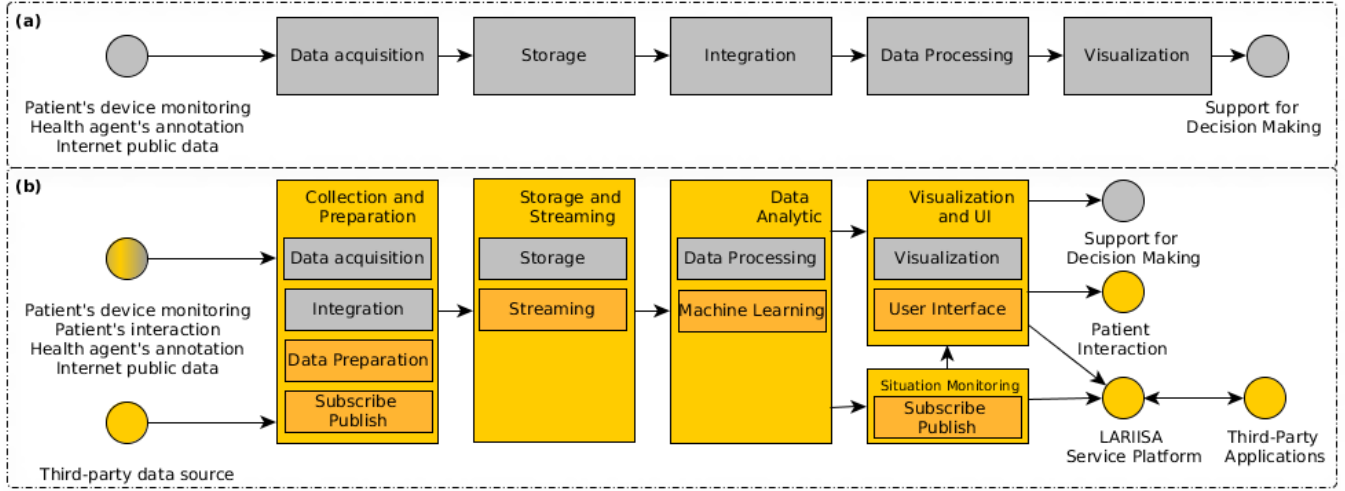 (a)
Data acquisition
Storage
Integration
Data Processing
Visualization
Patient's device monitoring
Health agent's annotation
Internet public data
Support for
Decision Making
(b)
Collection and
Preparation
Data acquisition
Integration
Data Preparation
Subscribe
Publish
Storage and
Streaming
Storage
Streaming
Data
Analytic
Data Processing
Machine Learning
Visualization
and UI
Visualization
User Interface
Situation Monitoring
Subscribe
Publish
Patient's device monitoring
Patient's interaction
Health agent's annotation
Internet public data
Third-party data source
Support for
Decision Making
Patient
Interaction
LARIISA
Service Platform
Third-Party
Applications